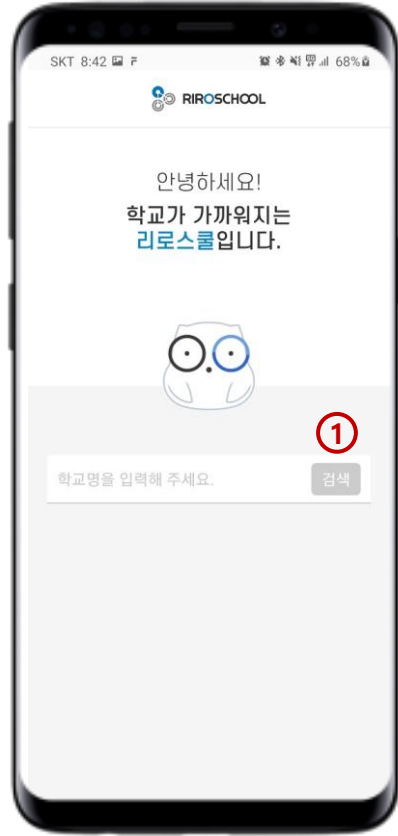 SKT 8:42
68%
RIROSCHOOL
안녕하세요!
학교가 가까워지는
리로스쿨입니다.
1
학교명을 입력해 주세요.
검색